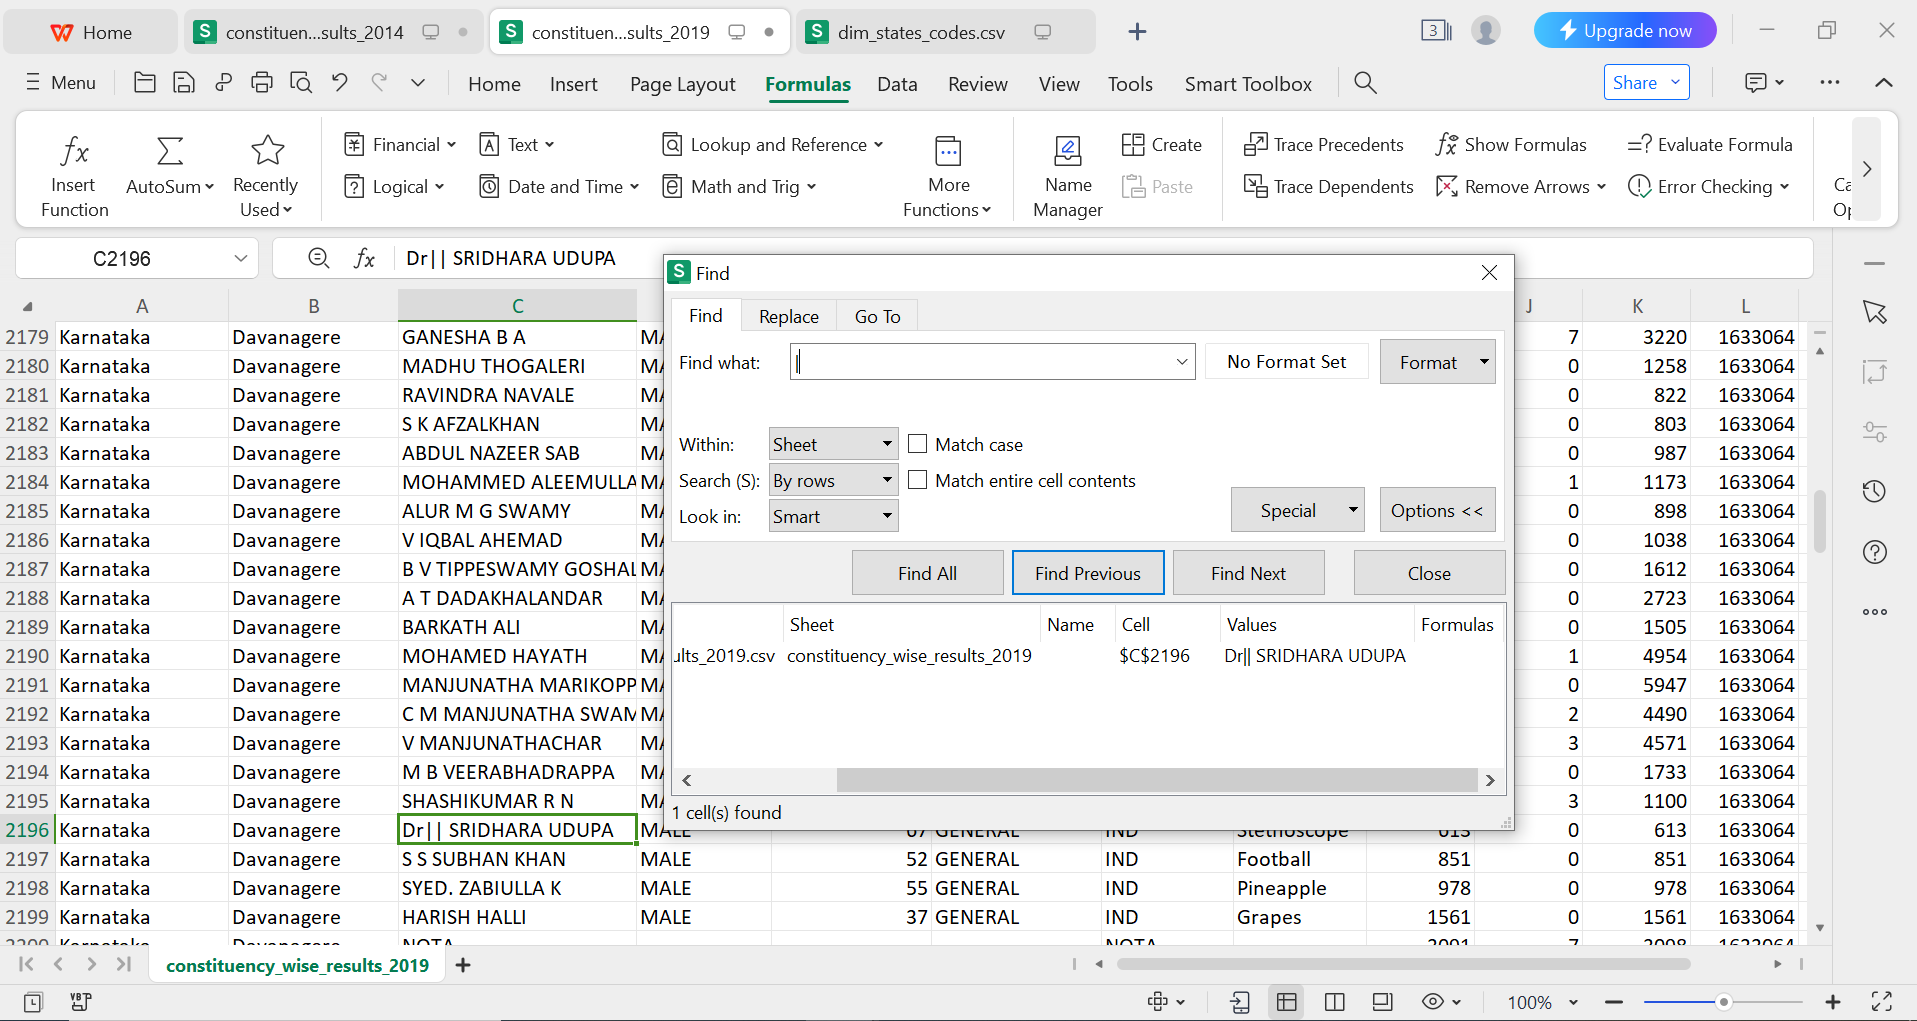 Home constituen...sults_2014 constituen...sults_2019 dim_states_codes.csv + 3 Upgrade now
Menu Home Insert Page Layout Formulas Data Review View Tools Smart Toolbox Share
Insert Function AutoSum Recently Used Financial Logical Text Date and Time Lookup and Reference Math and Trig More Functions Name Manager Create Paste Trace Precedents Trace Dependents Show Formulas Remove Arrows Evaluate Formula Error Checking
C2196 fx Dr|| SRIDHARA UDUPA
A B C J K L
2179 Karnataka Davanagere GANESHA B A MA 7 3220 1633064
2180 Karnataka Davanagere MADHU THOGALERI MA 0 1258 1633064
2181 Karnataka Davanagere RAVINDRA NAVALE MA 0 822 1633064
2182 Karnataka Davanagere S K AFZALKHAN MA 0 803 1633064
2183 Karnataka Davanagere ABDUL NAZEER SAB MA 0 987 1633064
2184 Karnataka Davanagere MOHAMMED ALEEMULLA MA 1 1173 1633064
2185 Karnataka Davanagere ALUR M G SWAMY MA 0 898 1633064
2186 Karnataka Davanagere V IQBAL AHEMAD MA 0 1038 1633064
2187 Karnataka Davanagere B V TIPPESWAMY GOSHAL MA 0 1612 1633064
2188 Karnataka Davanagere A T DADAKHALANDAR MA 0 2723 1633064
2189 Karnataka Davanagere BARKATH ALI MA 0 1505 1633064
2190 Karnataka Davanagere MOHAMED HAYATH MA 1 4954 1633064
2191 Karnataka Davanagere MANJUNATHA MARIKOPP MA 0 5947 1633064
2192 Karnataka Davanagere C M MANJUNATHA SWAM MA 2 4490 1633064
2193 Karnataka Davanagere V MANJUNATHACHAR MA 3 4571 1633064
2194 Karnataka Davanagere M B VEERABHADRAPPA MA 0 1733 1633064
2195 Karnataka Davanagere SHASHIKUMAR R N MA 3 1100 1633064
2196 Karnataka Davanagere Dr|| SRIDHARA UDUPA MALE 67 GENERAL IND Stethoscope 613 0 613 1633064
2197 Karnataka Davanagere S S SUBHAN KHAN MALE 52 GENERAL IND Football 851 0 851 1633064
2198 Karnataka Davanagere SYED. ZABIULLA K MALE 55 GENERAL IND Pineapple 978 0 978 1633064
2199 Karnataka Davanagere HARISH HALLI MALE 37 GENERAL IND Grapes 1561 0 1561 1633064
Find
Find Replace Go To
Find what: | No Format Set Format
Within: Sheet Match case
Search (S): By rows Match entire cell contents
Look in: Smart Special Options <<
Find All Find Previous Find Next Close
Sheet Name Cell Values Formulas
ults_2019.csv constituency_wise_results_2019 $C$2196 Dr|| SRIDHARA UDUPA
1 cell(s) found
constituency_wise_results_2019 +
100%